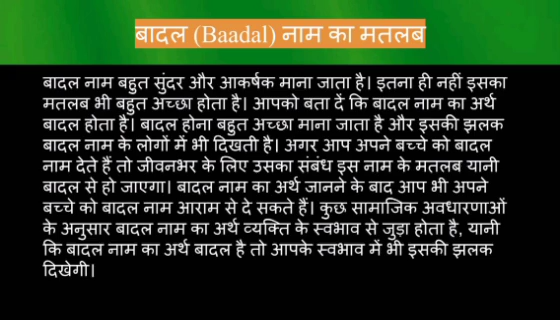 बादल (Baadal) नाम का मतलब
बादल नाम बहुत सुंदर और आकर्षक माना जाता है। इतना ही नहीं इसका
मतलब भी बहुत अच्छा होता है। आपको बता दें कि बादल नाम का अर्थ
बादल होता है। बादल होना बहुत अच्छा माना जाता है और इसकी झलक
बादल नाम के लोगों में भी दिखती है। अगर आप अपने बच्चे को बादल
नाम देते हैं तो जीवनभर के लिए उसका संबंध इस नाम के मतलब यानी
बादल से हो जाएगा। बादल नाम का अर्थ जानने के बाद आप भी अपने
बच्चे को बादल नाम आराम से दे सकते हैं। कुछ सामाजिक अवधारणाओं
के अनुसार बादल नाम का अर्थ व्यक्ति के स्वभाव से जुड़ा होता है, यानी
कि बादल नाम का अर्थ बादल है तो आपके स्वभाव में भी इसकी झलक
दिखेगी।